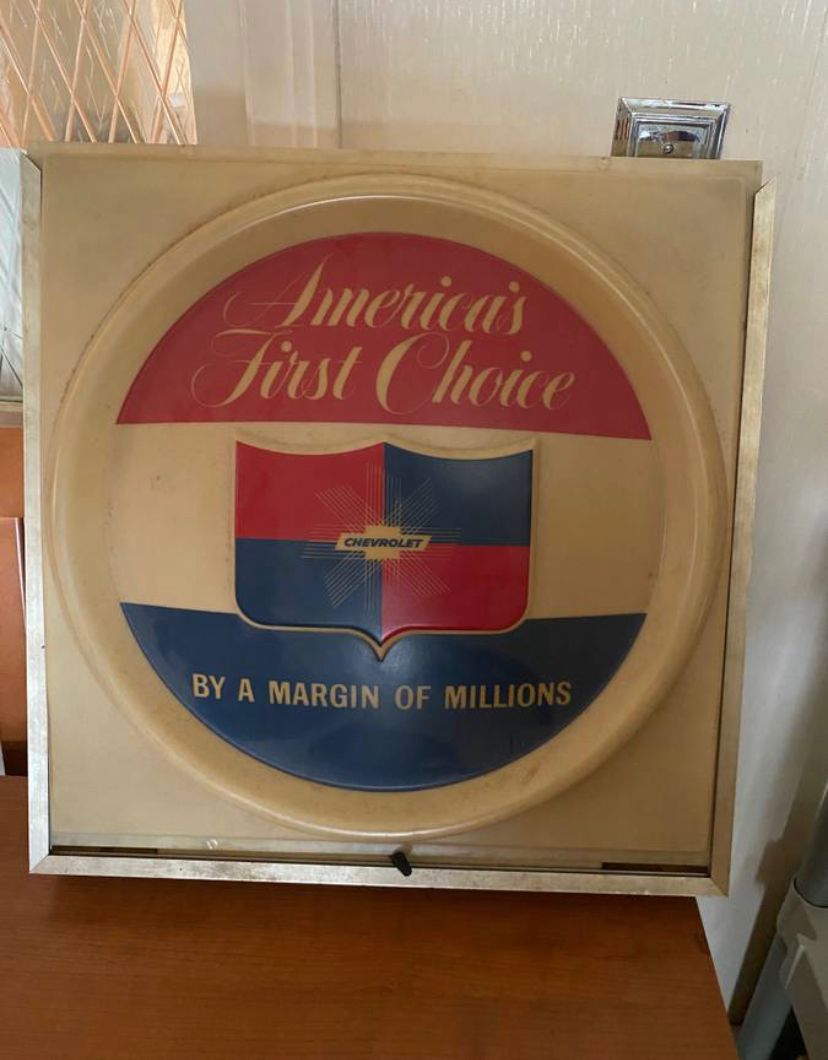 America's
First Choice
CHEVROLET
BY A MARGIN OF MILLIONS